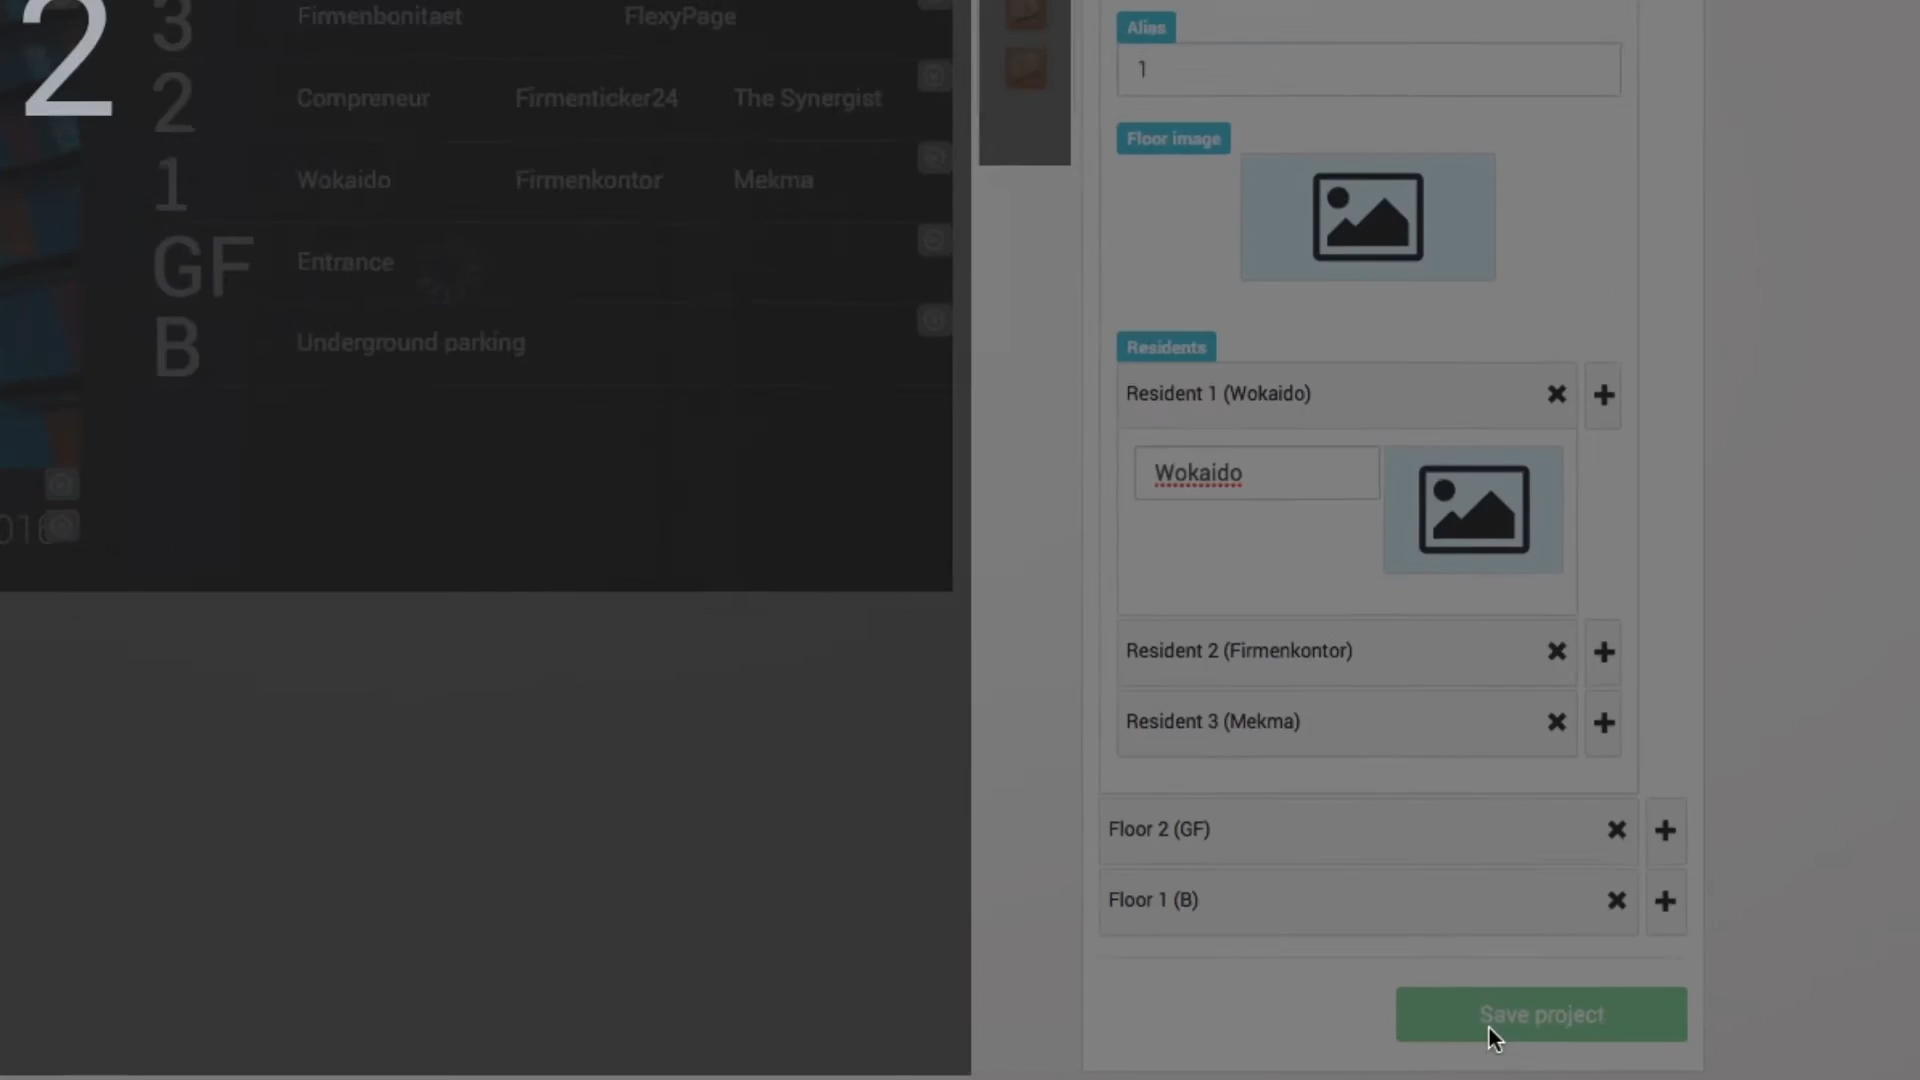 2
3 Firmenbonitaet FlexyPage
2 Compreneur Firmenticker24 The Synergist
1 Wokaido Firmenkontor Mekma
GF Entrance
B Underground parking
Alias
1
Floor image
Residents
Resident 1 (Wokaido)
Wokaido
Resident 2 (Firmenkontor)
Resident 3 (Mekma)
Floor 2 (GF)
Floor 1 (B)
Save project